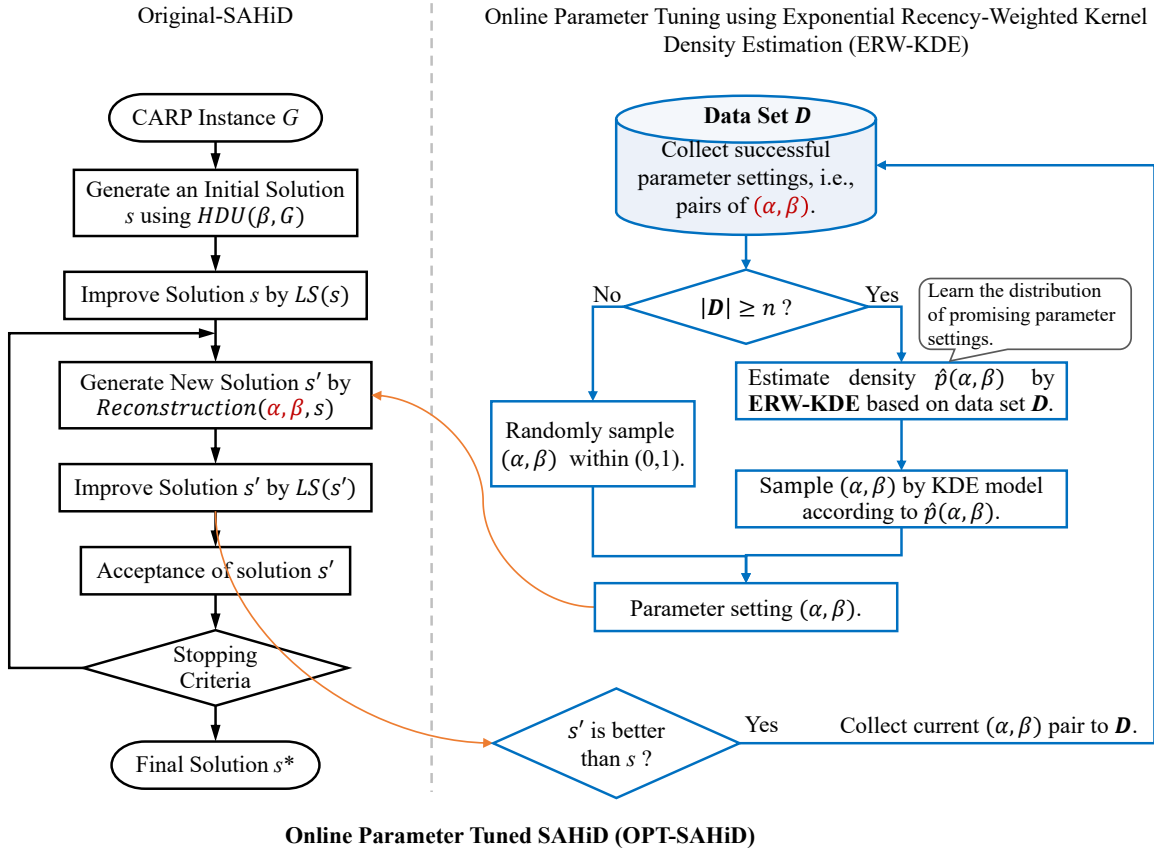 Original-SAHiD
CARP Instance G
Generate an Initial Solution
s using HDU(β, G)
Improve Solution s by LS(s)
Generate New Solution s′ by
Reconstruction(α, β, s)
Improve Solution s′ by LS(s′)
Acceptance of solution s′
Stopping
Criteria
Final Solution s*
Online Parameter Tuning using Exponential Recency-Weighted Kernel
Density Estimation (ERW-KDE)
Data Set D
Collect successful
parameter settings, i.e.,
pairs of (α, β).
|D| ≥ n ?
No
Yes
Learn the distribution
of promising parameter
settings.
Randomly sample
(α, β) within (0,1).
Estimate density p̂(α, β) by
ERW-KDE based on data set D.
Sample (α, β) by KDE model
according to p̂(α, β).
Parameter setting (α, β).
s′ is better
than s ?
Yes
Collect current (α, β) pair to D.
Online Parameter Tuned SAHiD (OPT-SAHiD)